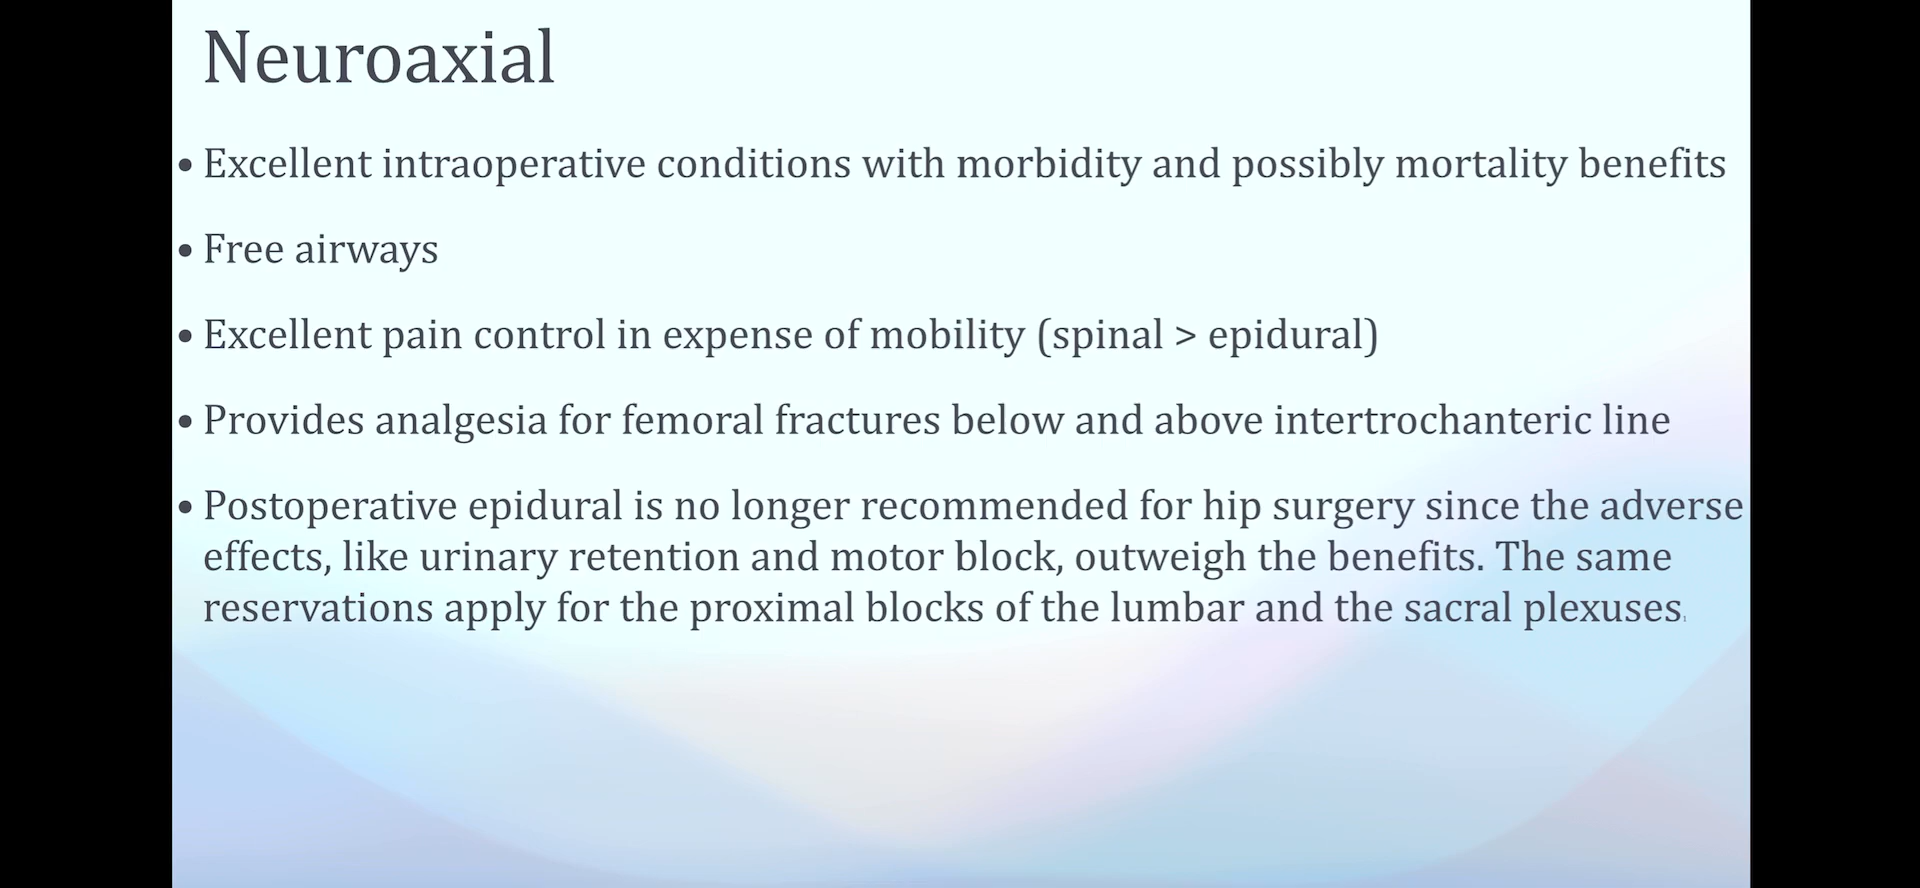 Neuroaxial
• Excellent intraoperative conditions with morbidity and possibly mortality benefits
• Free airways
• Excellent pain control in expense of mobility (spinal > epidural)
• Provides analgesia for femoral fractures below and above intertrochanteric line
• Postoperative epidural is no longer recommended for hip surgery since the adverse
effects, like urinary retention and motor block, outweigh the benefits. The same
reservations apply for the proximal blocks of the lumbar and the sacral plexuses.